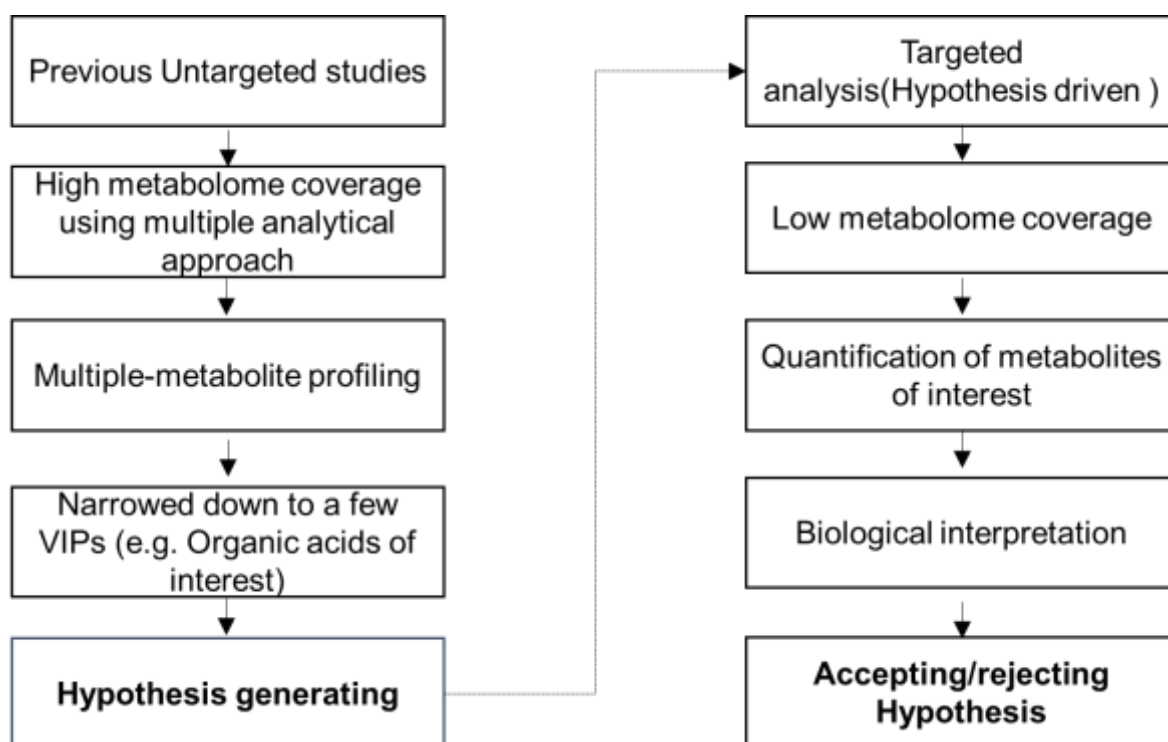 Previous Untargeted studies
High metabolome coverage
using multiple analytical
approach
Multiple-metabolite profiling
Narrowed down to a few
VIPs (e.g. Organic acids of
interest)
Hypothesis generating
Targeted
analysis(Hypothesis driven )
Low metabolome coverage
Quantification of metabolites
of interest
Biological interpretation
Accepting/rejecting
Hypothesis